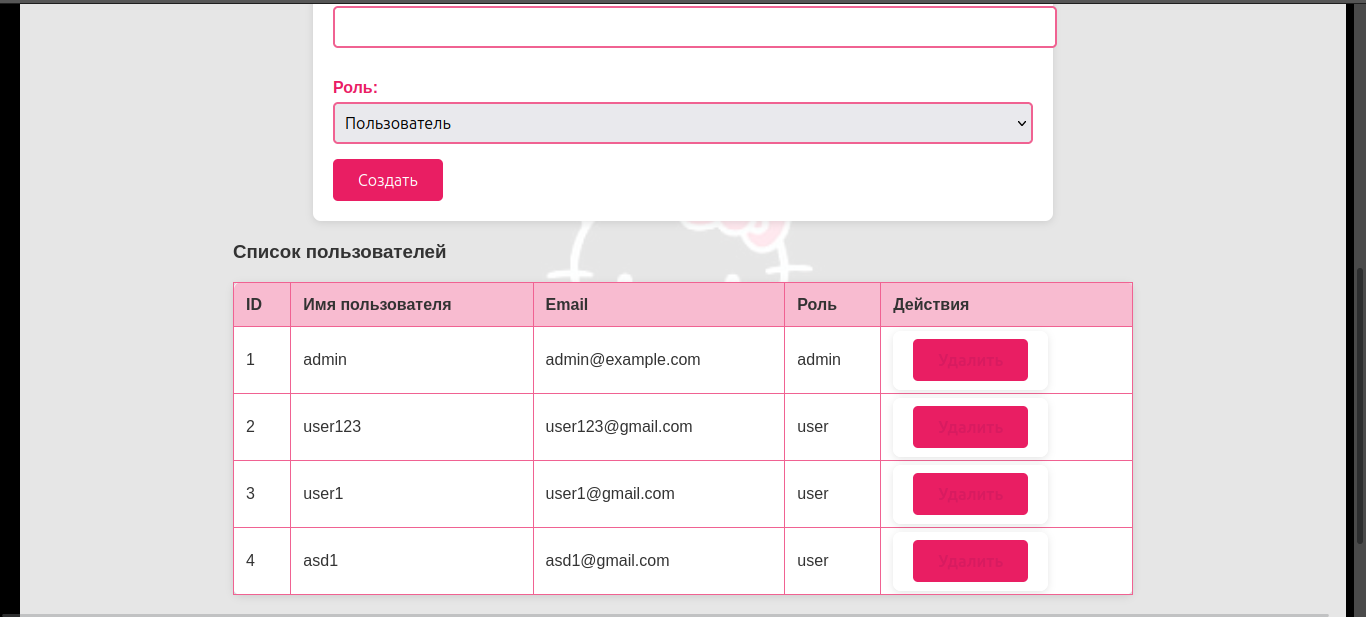 Роль:
Пользователь
Создать
Список пользователей
ID Имя пользователя Email Роль Действия
1 admin admin@example.com admin Удалить
2 user123 user123@gmail.com user Удалить
3 user1 user1@gmail.com user Удалить
4 asd1 asd1@gmail.com user Удалить